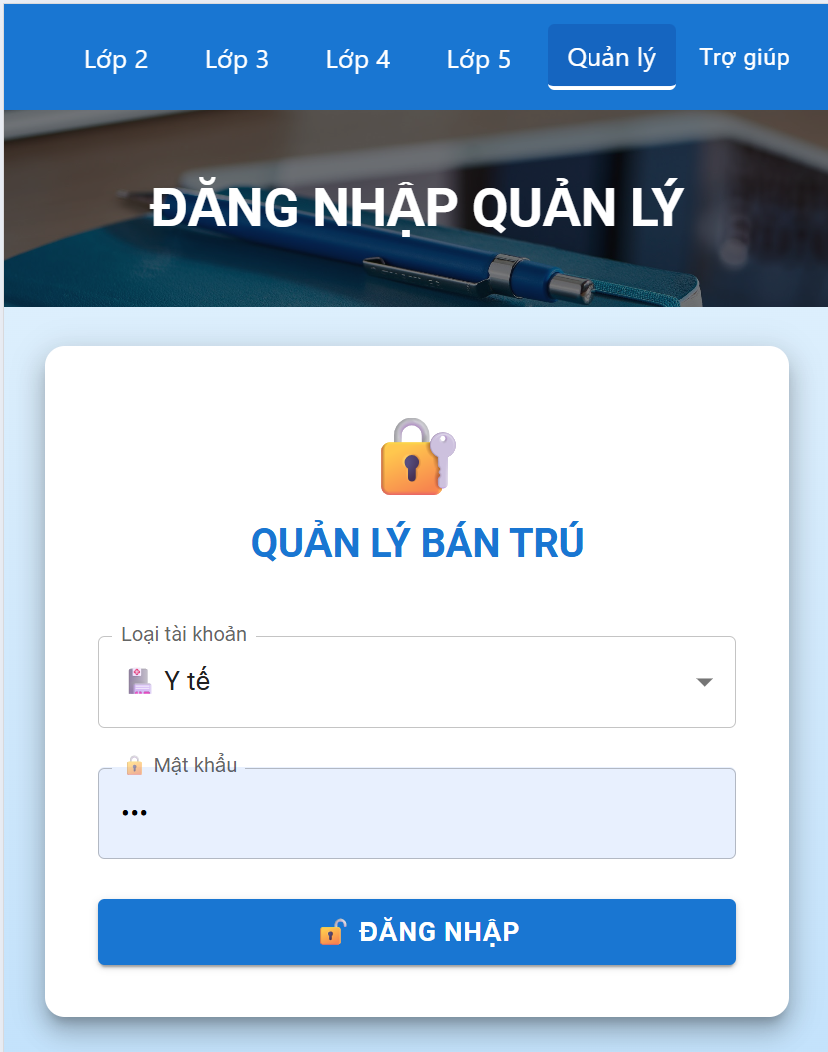 Lớp 2 Lớp 3 Lớp 4 Lớp 5 Quản lý Trợ giúp
ĐĂNG NHẬP QUẢN LÝ
QUẢN LÝ BÁN TRÚ
Loại tài khoản
Y tế
Mật khẩu
•••
ĐĂNG NHẬP